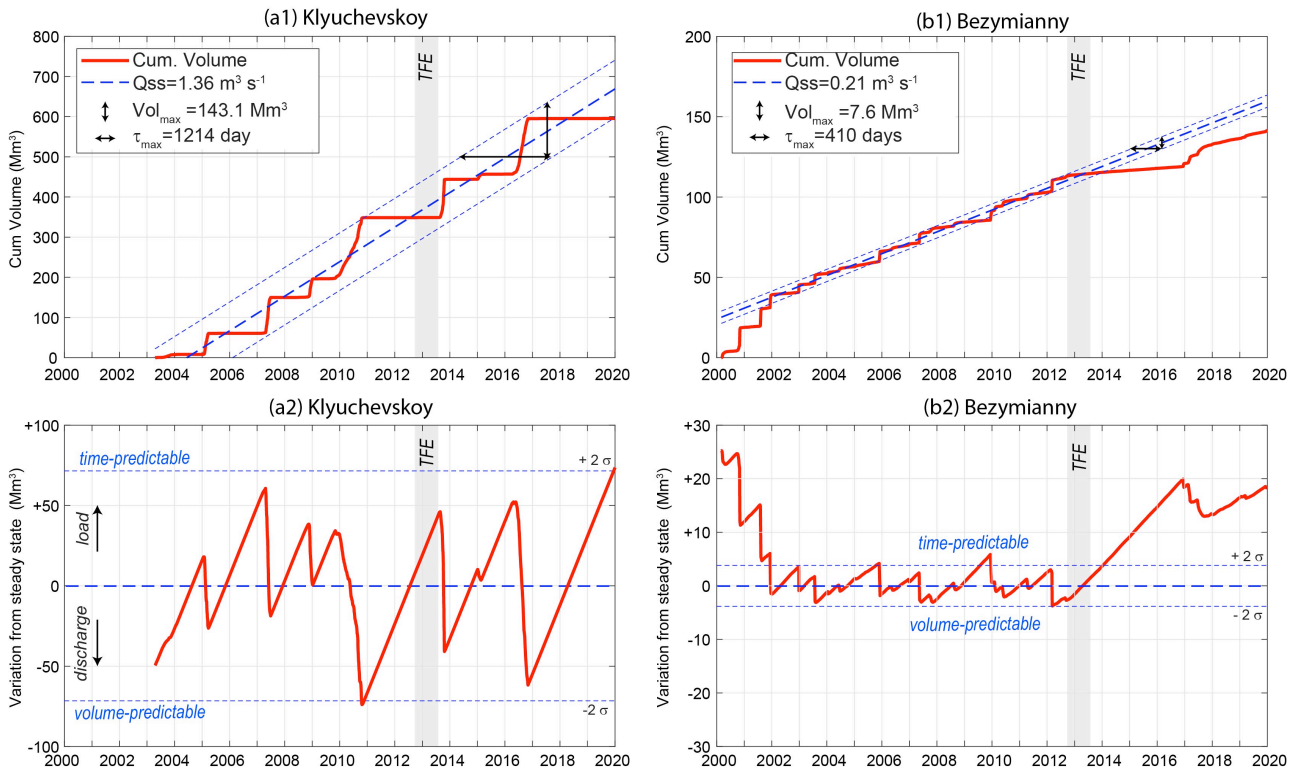 (a1) Klyuchevskoy
800
700
600
500
400
300
200
100
0
Cum Volume (Mm³)
Cum. Volume
Qss=1.36 m³ s⁻¹
Volmax =143.1 Mm³
τmax=1214 day
TFE
2000 2002 2004 2006 2008 2010 2012 2014 2016 2018 2020
(b1) Bezymianny
200
150
100
50
0
Cum Volume (Mm³)
Cum. Volume
Qss=0.21 m³ s⁻¹
Volmax =7.6 Mm³
τmax=410 days
TFE
2000 2002 2004 2006 2008 2010 2012 2014 2016 2018 2020
(a2) Klyuchevskoy
+100
+50
0
-50
-100
Variation from steady state (Mm³)
time-predictable
+ 2 σ
TFE
load
discharge
volume-predictable
-2 σ
2000 2002 2004 2006 2008 2010 2012 2014 2016 2018 2020
(b2) Bezymianny
+30
+20
+10
0
-10
-20
-30
Variation from steady state (Mm³)
TFE
time-predictable
+ 2 σ
volume-predictable
- 2 σ
2000 2002 2004 2006 2008 2010 2012 2014 2016 2018 2020